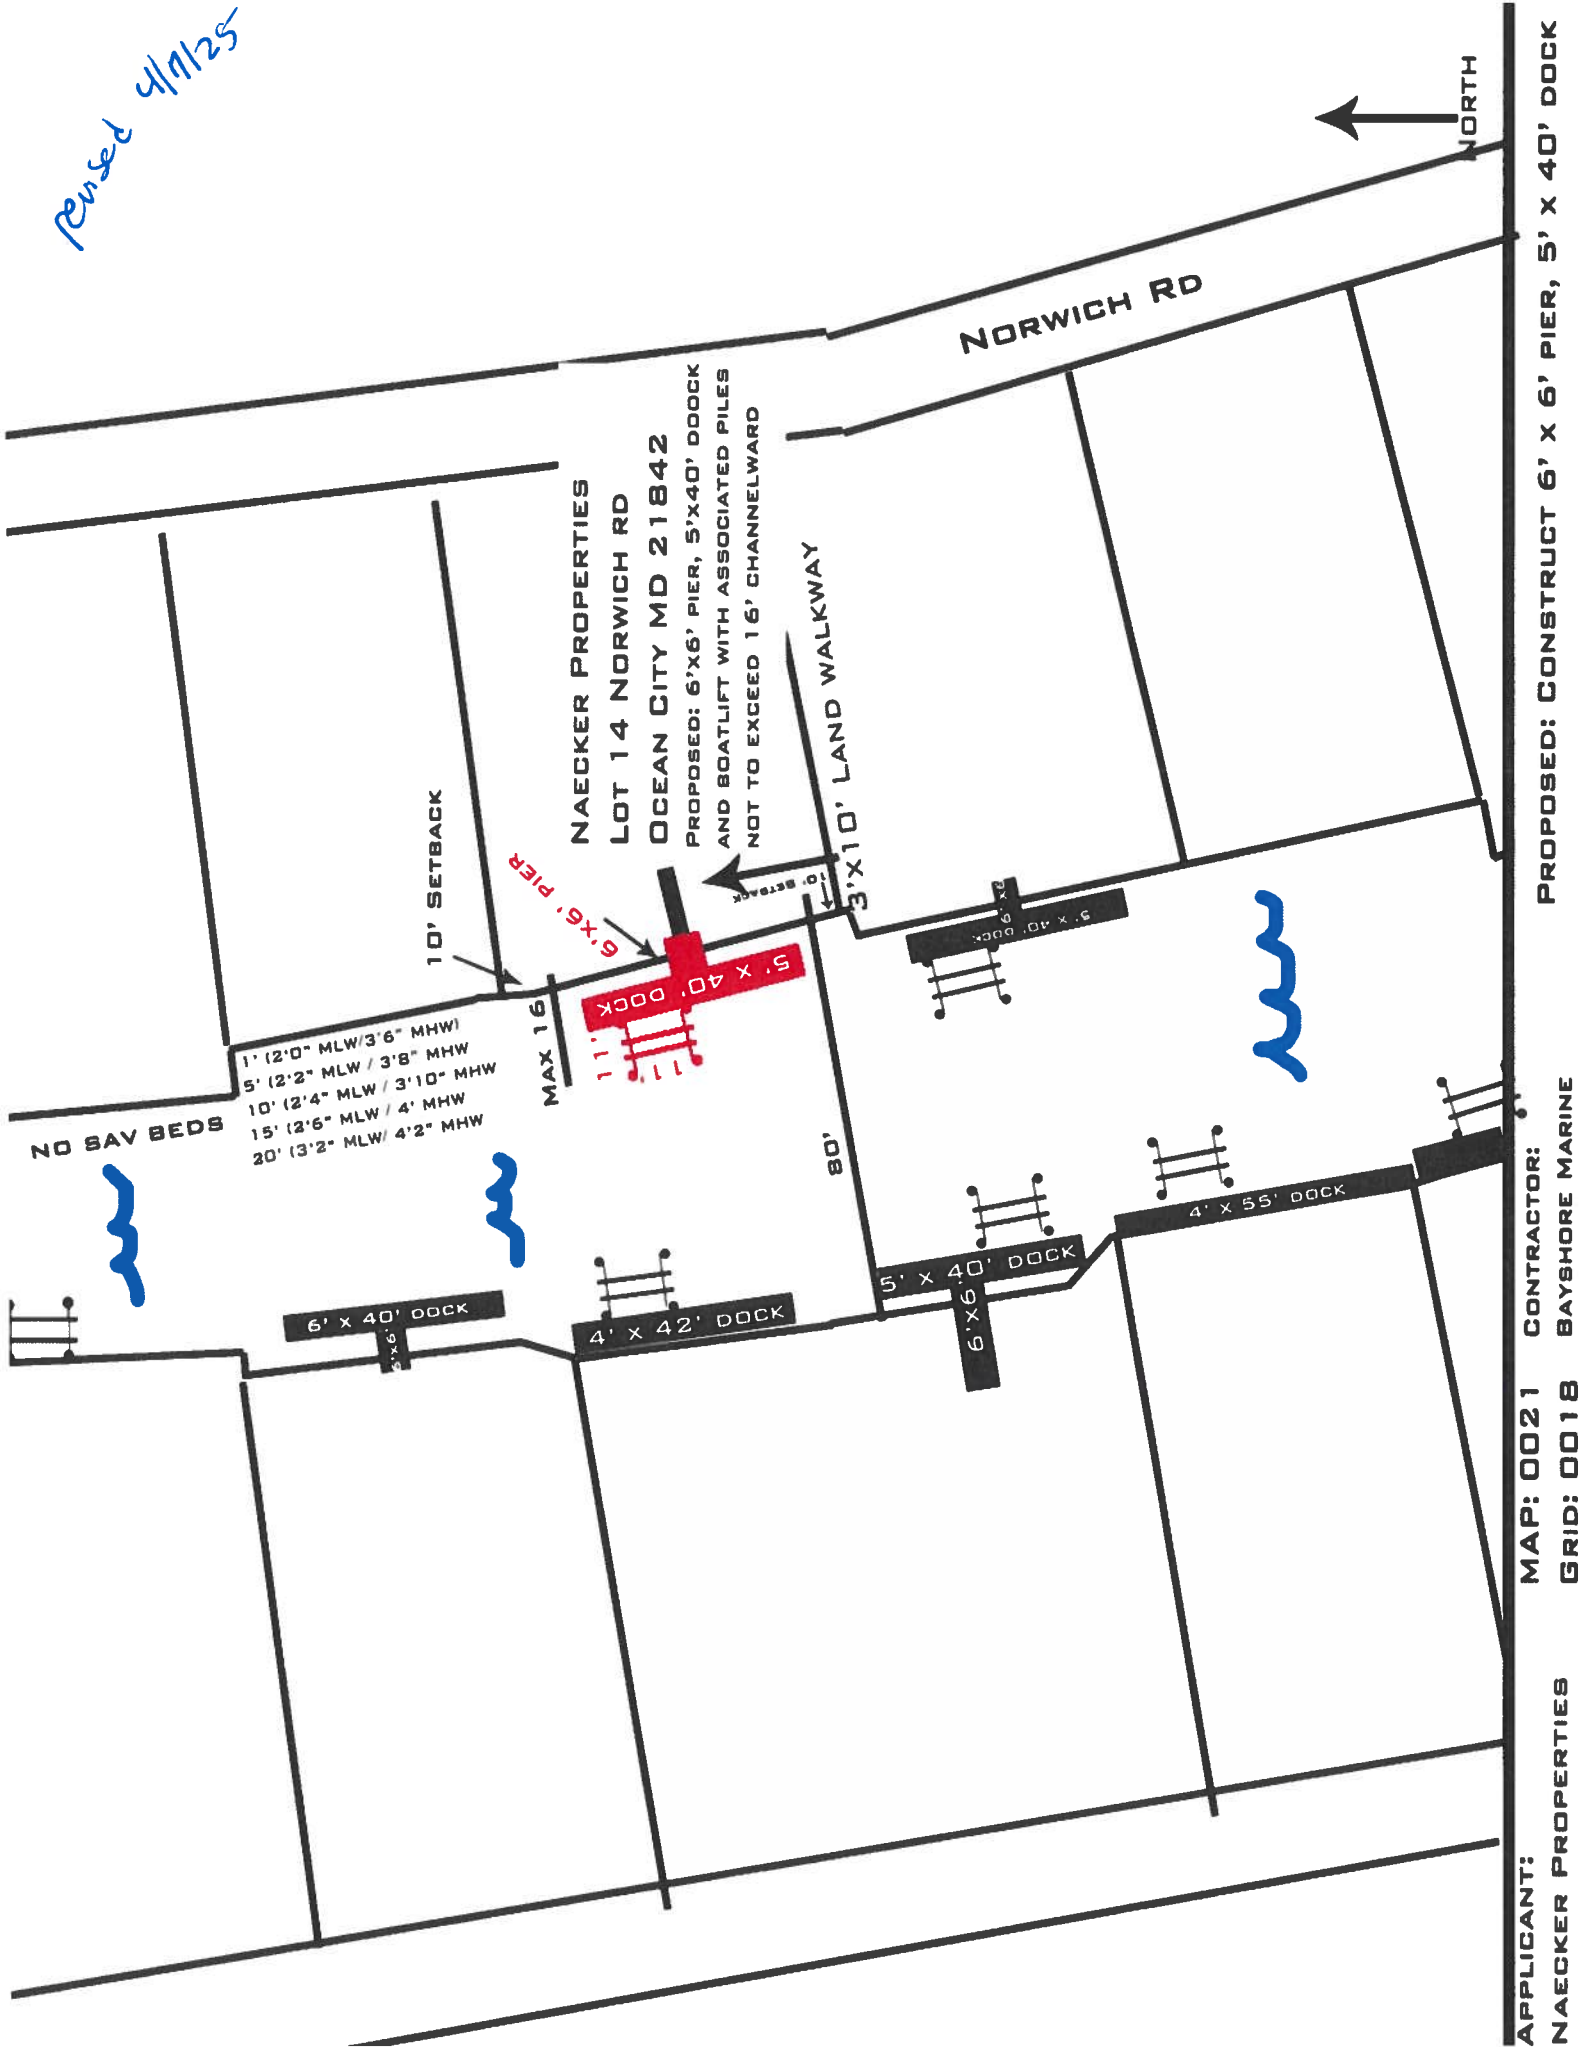 NAECKER PROPERTIES
LOT 14 NORWICH RD
OCEAN CITY MD 21842
PROPOSED: 6'X6' PIER, 5'X40' DOOCK
AND BOATLIFT WITH ASSOCIATED PILES
NOT TO EXCEED 16' CHANNELWARD
3'X10' LAND WALKWAY
NORWICH RD
NORTH
10' SETBACK
6'X6' PIER
10' SETBACK
5' X 40' DOCK
MAX 16
11'
11'
NO SAV BEDS
1' (2'0" MLW/3'6" MHW)
5' (2'2" MLW / 3'8" MHW
10' (2'4" MLW / 3'10" MHW
15' (2'6" MLW / 4' MHW
20' (3'2" MLW/ 4'2" MHW
80'
5' X 40' DOCK
6' X 40' DOCK
4' X 42' DOCK
5' X 40' DOCK
6'X6'
4' X 55' DOCK
APPLICANT:
NAECKER PROPERTIES
MAP: 0021
GRID: 0018
CONTRACTOR:
BAYSHORE MARINE
PROPOSED: CONSTRUCT 6' X 6' PIER, 5' X 40' DOCK